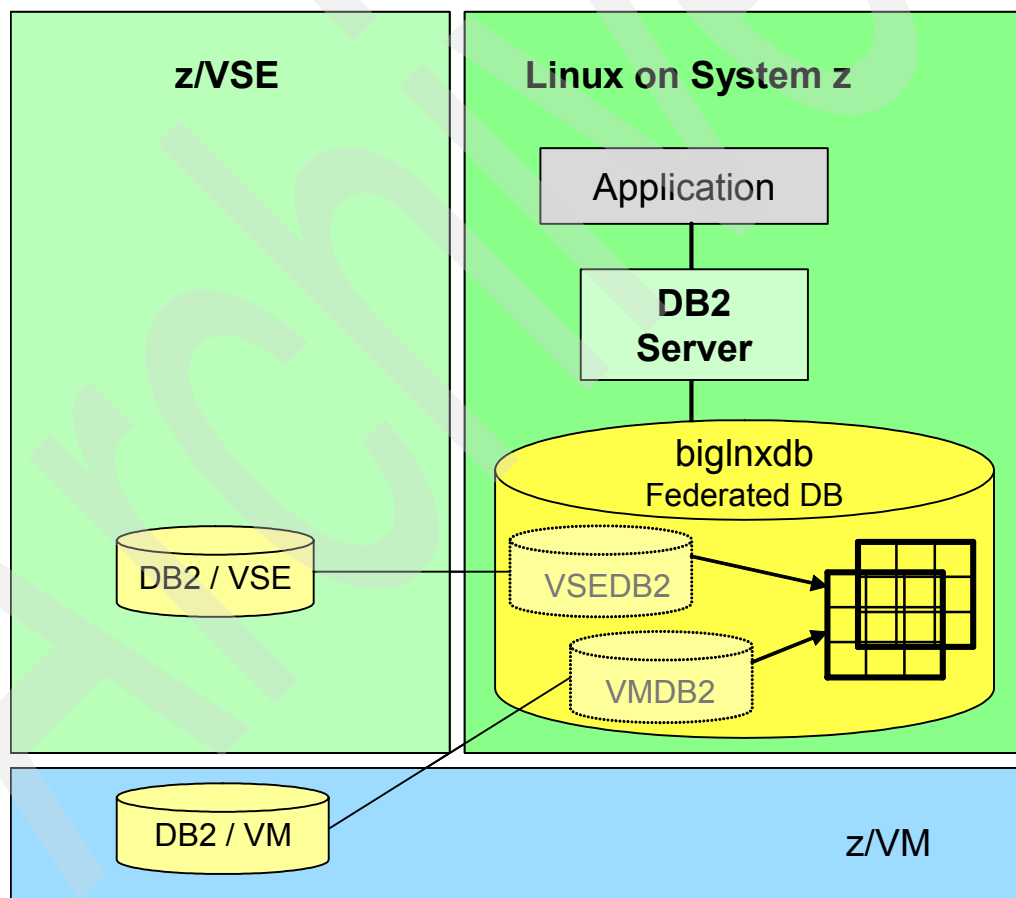 z/VSE
Linux on System z
Application
DB2
Server
biglnxdb
Federated DB
DB2 / VSE
VSEDB2
VMDB2
DB2 / VM
z/VM